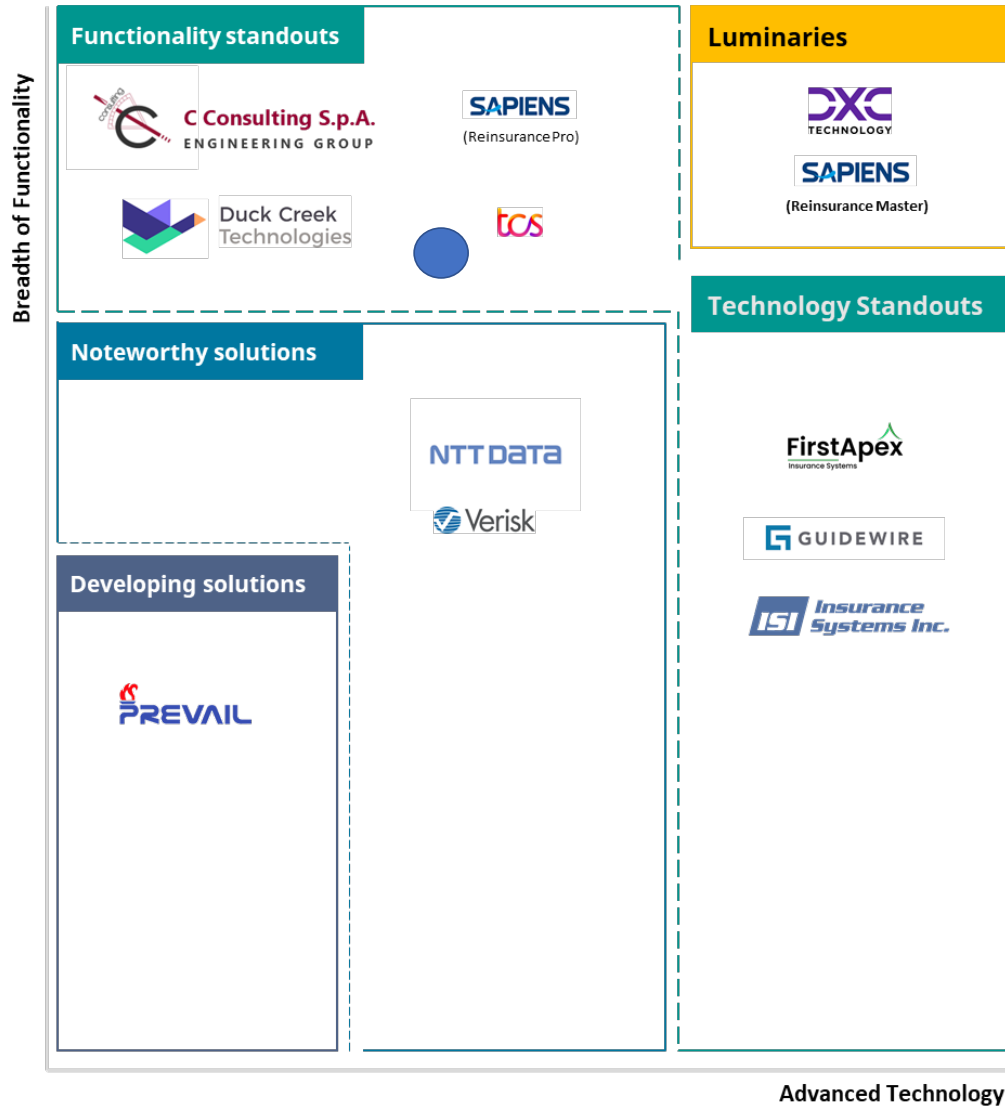 Functionality standouts
Luminaries
Breadth of Functionality
consulting
C Consulting S.p.A.
ENGINEERING GROUP
SAPIENS
(Reinsurance Pro)
DXC
TECHNOLOGY
SAPIENS
(Reinsurance Master)
Duck Creek
Technologies
tcs
Technology Standouts
Noteworthy solutions
NTT DATA
Verisk
FirstApex
Insurance Systems
GUIDEWIRE
Developing solutions
ISI Insurance
Systems Inc.
PREVAIL
Advanced Technology